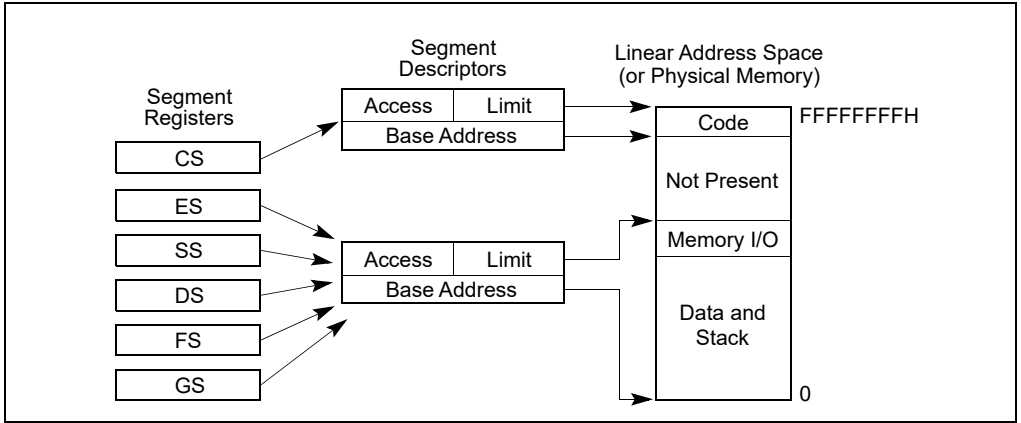 Segment
Registers
CS
ES
SS
DS
FS
GS
Segment
Descriptors
Access Limit
Base Address
Access Limit
Base Address
Linear Address Space
(or Physical Memory)
Code
Not Present
Memory I/O
Data and
Stack
FFFFFFFFH
0